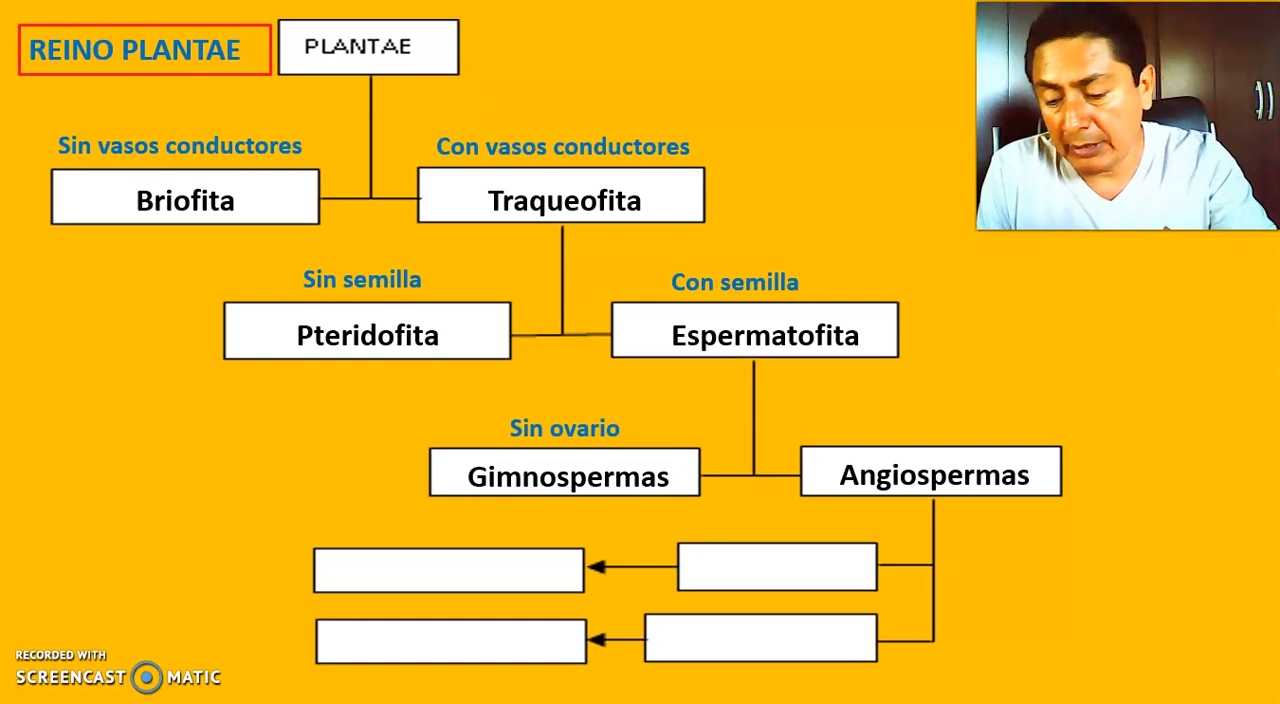 REINO PLANTAE
PLANTAE
Sin vasos conductores
Con vasos conductores
Briofita
Traqueofita
Sin semilla
Con semilla
Pteridofita
Espermatofita
Sin ovario
Gimnospermas
Angiospermas
RECORDED WITH
SCREENCAST MATIC